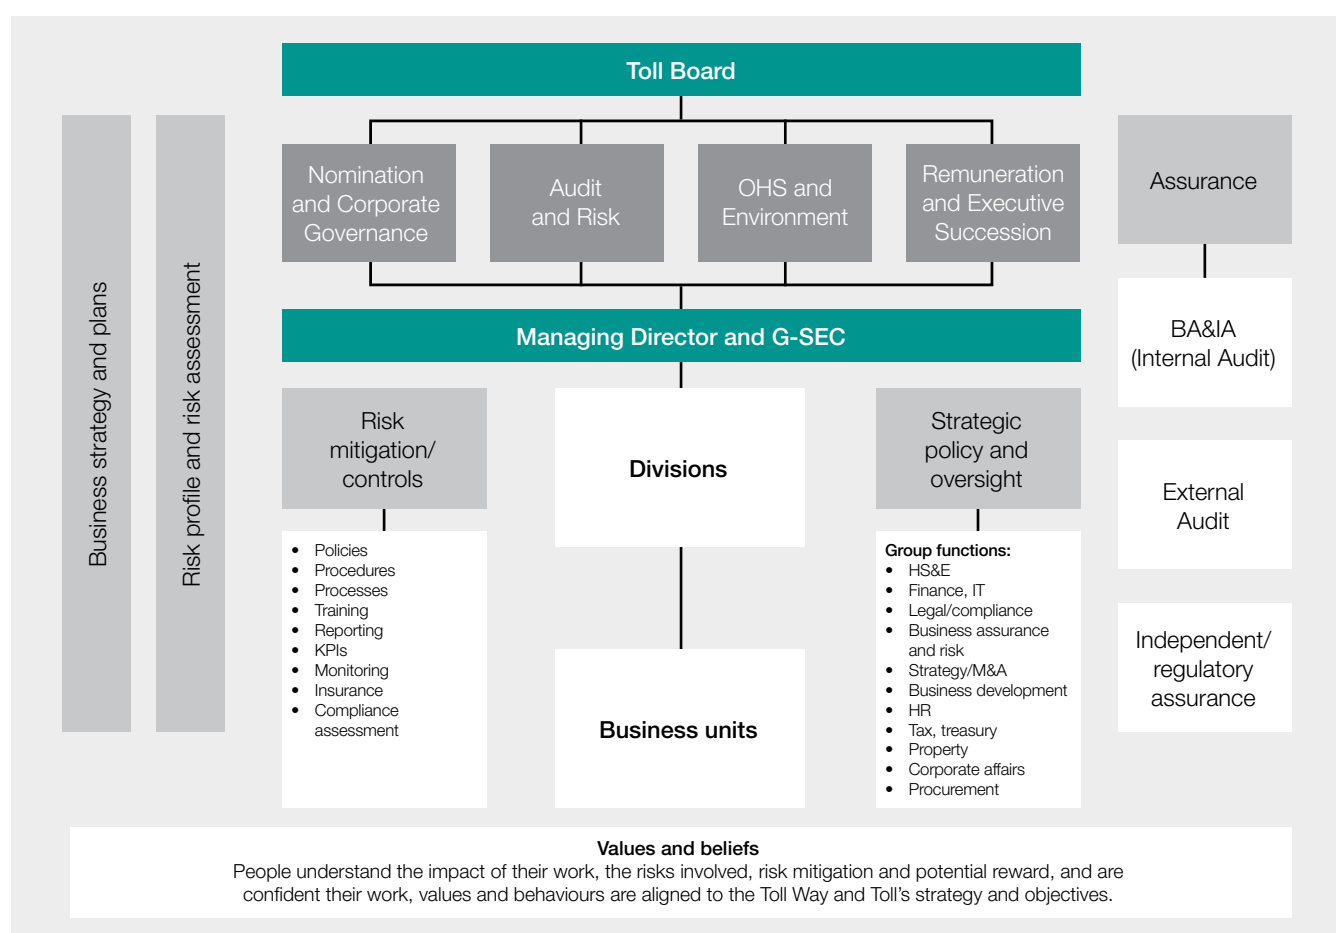 Toll Board
Business strategy and plans
Risk profile and risk assessment
Nomination
and Corporate
Governance
Audit
and Risk
OHS and
Environment
Remuneration
and Executive
Succession
Managing Director and G-SEC
Risk
mitigation/
controls
• Policies
• Procedures
• Processes
• Training
• Reporting
• KPIs
• Monitoring
• Insurance
• Compliance
assessment
Divisions
Business units
Strategic
policy and
oversight
Group functions:
• HS&E
• Finance, IT
• Legal/compliance
• Business assurance
and risk
• Strategy/M&A
• Business development
• HR
• Tax, treasury
• Property
• Corporate affairs
• Procurement
Assurance
BA&IA
(Internal Audit)
External
Audit
Independent/
regulatory
assurance
Values and beliefs
People understand the impact of their work, the risks involved, risk mitigation and potential reward, and are
confident their work, values and behaviours are aligned to the Toll Way and Toll’s strategy and objectives.